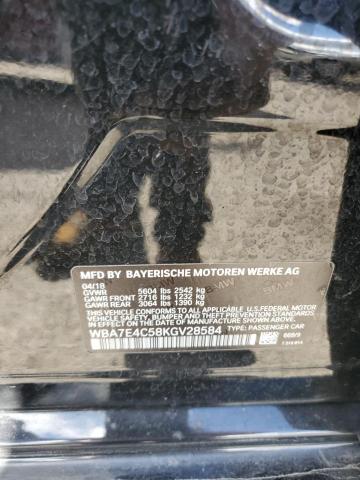 MFD BY BAYERISCHE MOTOREN WERKE AG
04/18
GVWR 5604 lbs 2542 kg
GAWR FRONT 2716 lbs 1232 kg
GAWR REAR 3064 lbs 1390 kg
THIS VEHICLE CONFORMS TO ALL APPLICABLE U.S. FEDERAL MOTOR
VEHICLE SAFETY, BUMPER, AND THEFT PREVENTION STANDARDS IN
EFFECT ON THE DATE OF MANUFACTURE SHOWN ABOVE.
WBA7E4C58KGV28584 TYPE: PASSENGER CAR